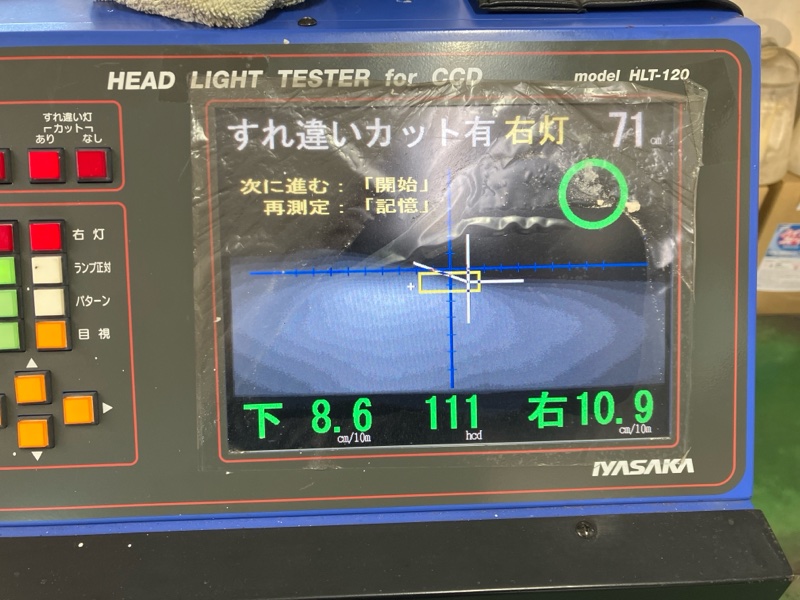 HEAD LIGHT TESTER for CCD
model HLT-120
すれ違い灯
カット
あり なし
右灯
ランプ正対
パターン
目視
すれ違いカット有 右灯 71
次に進む：「開始」
再測定：「記憶」
下 8.6 111 右10.9
cm/10m hcd cm/10m
IYASAKA